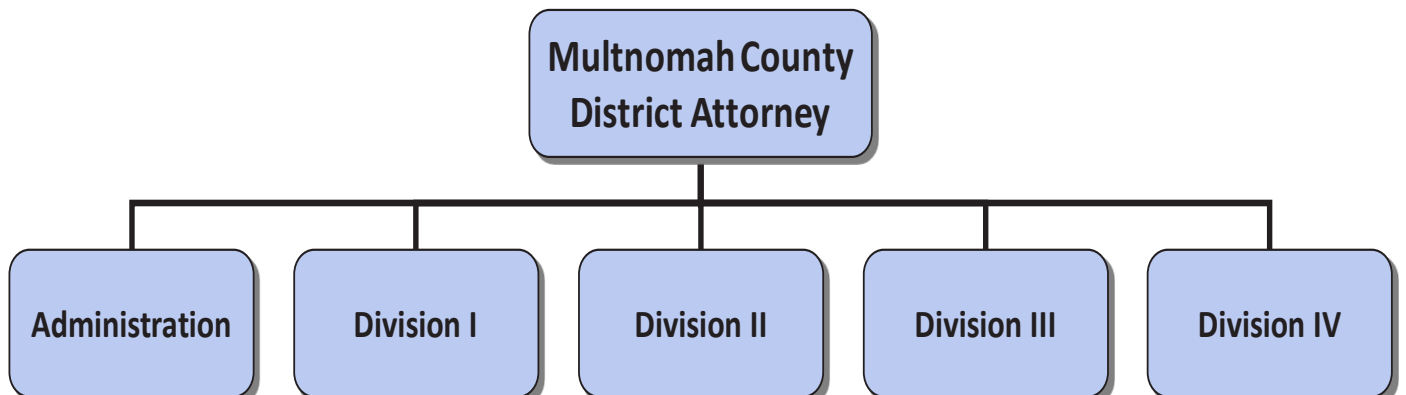 Multnomah County
District Attorney
Administration
Division I
Division II
Division III
Division IV